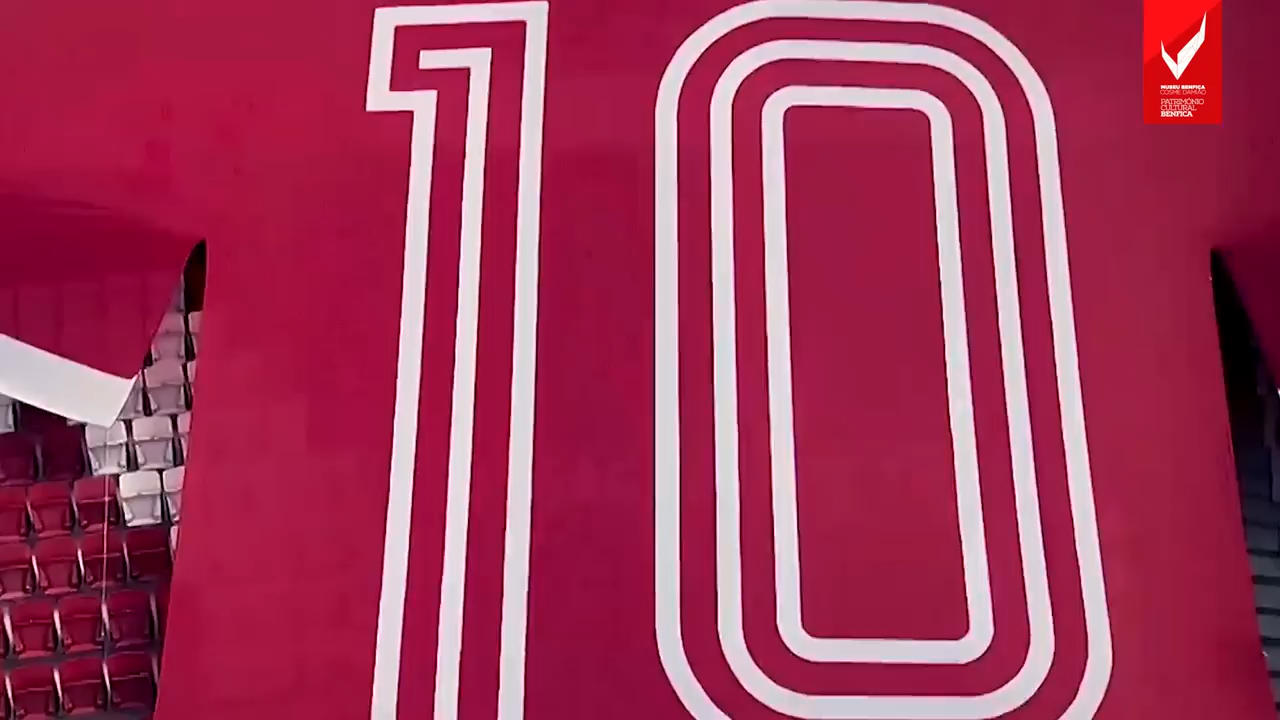 10
MUSEU BENFICA
COSME DAMIÃO
PATRIMÓNIO
CULTURAL
BENFICA